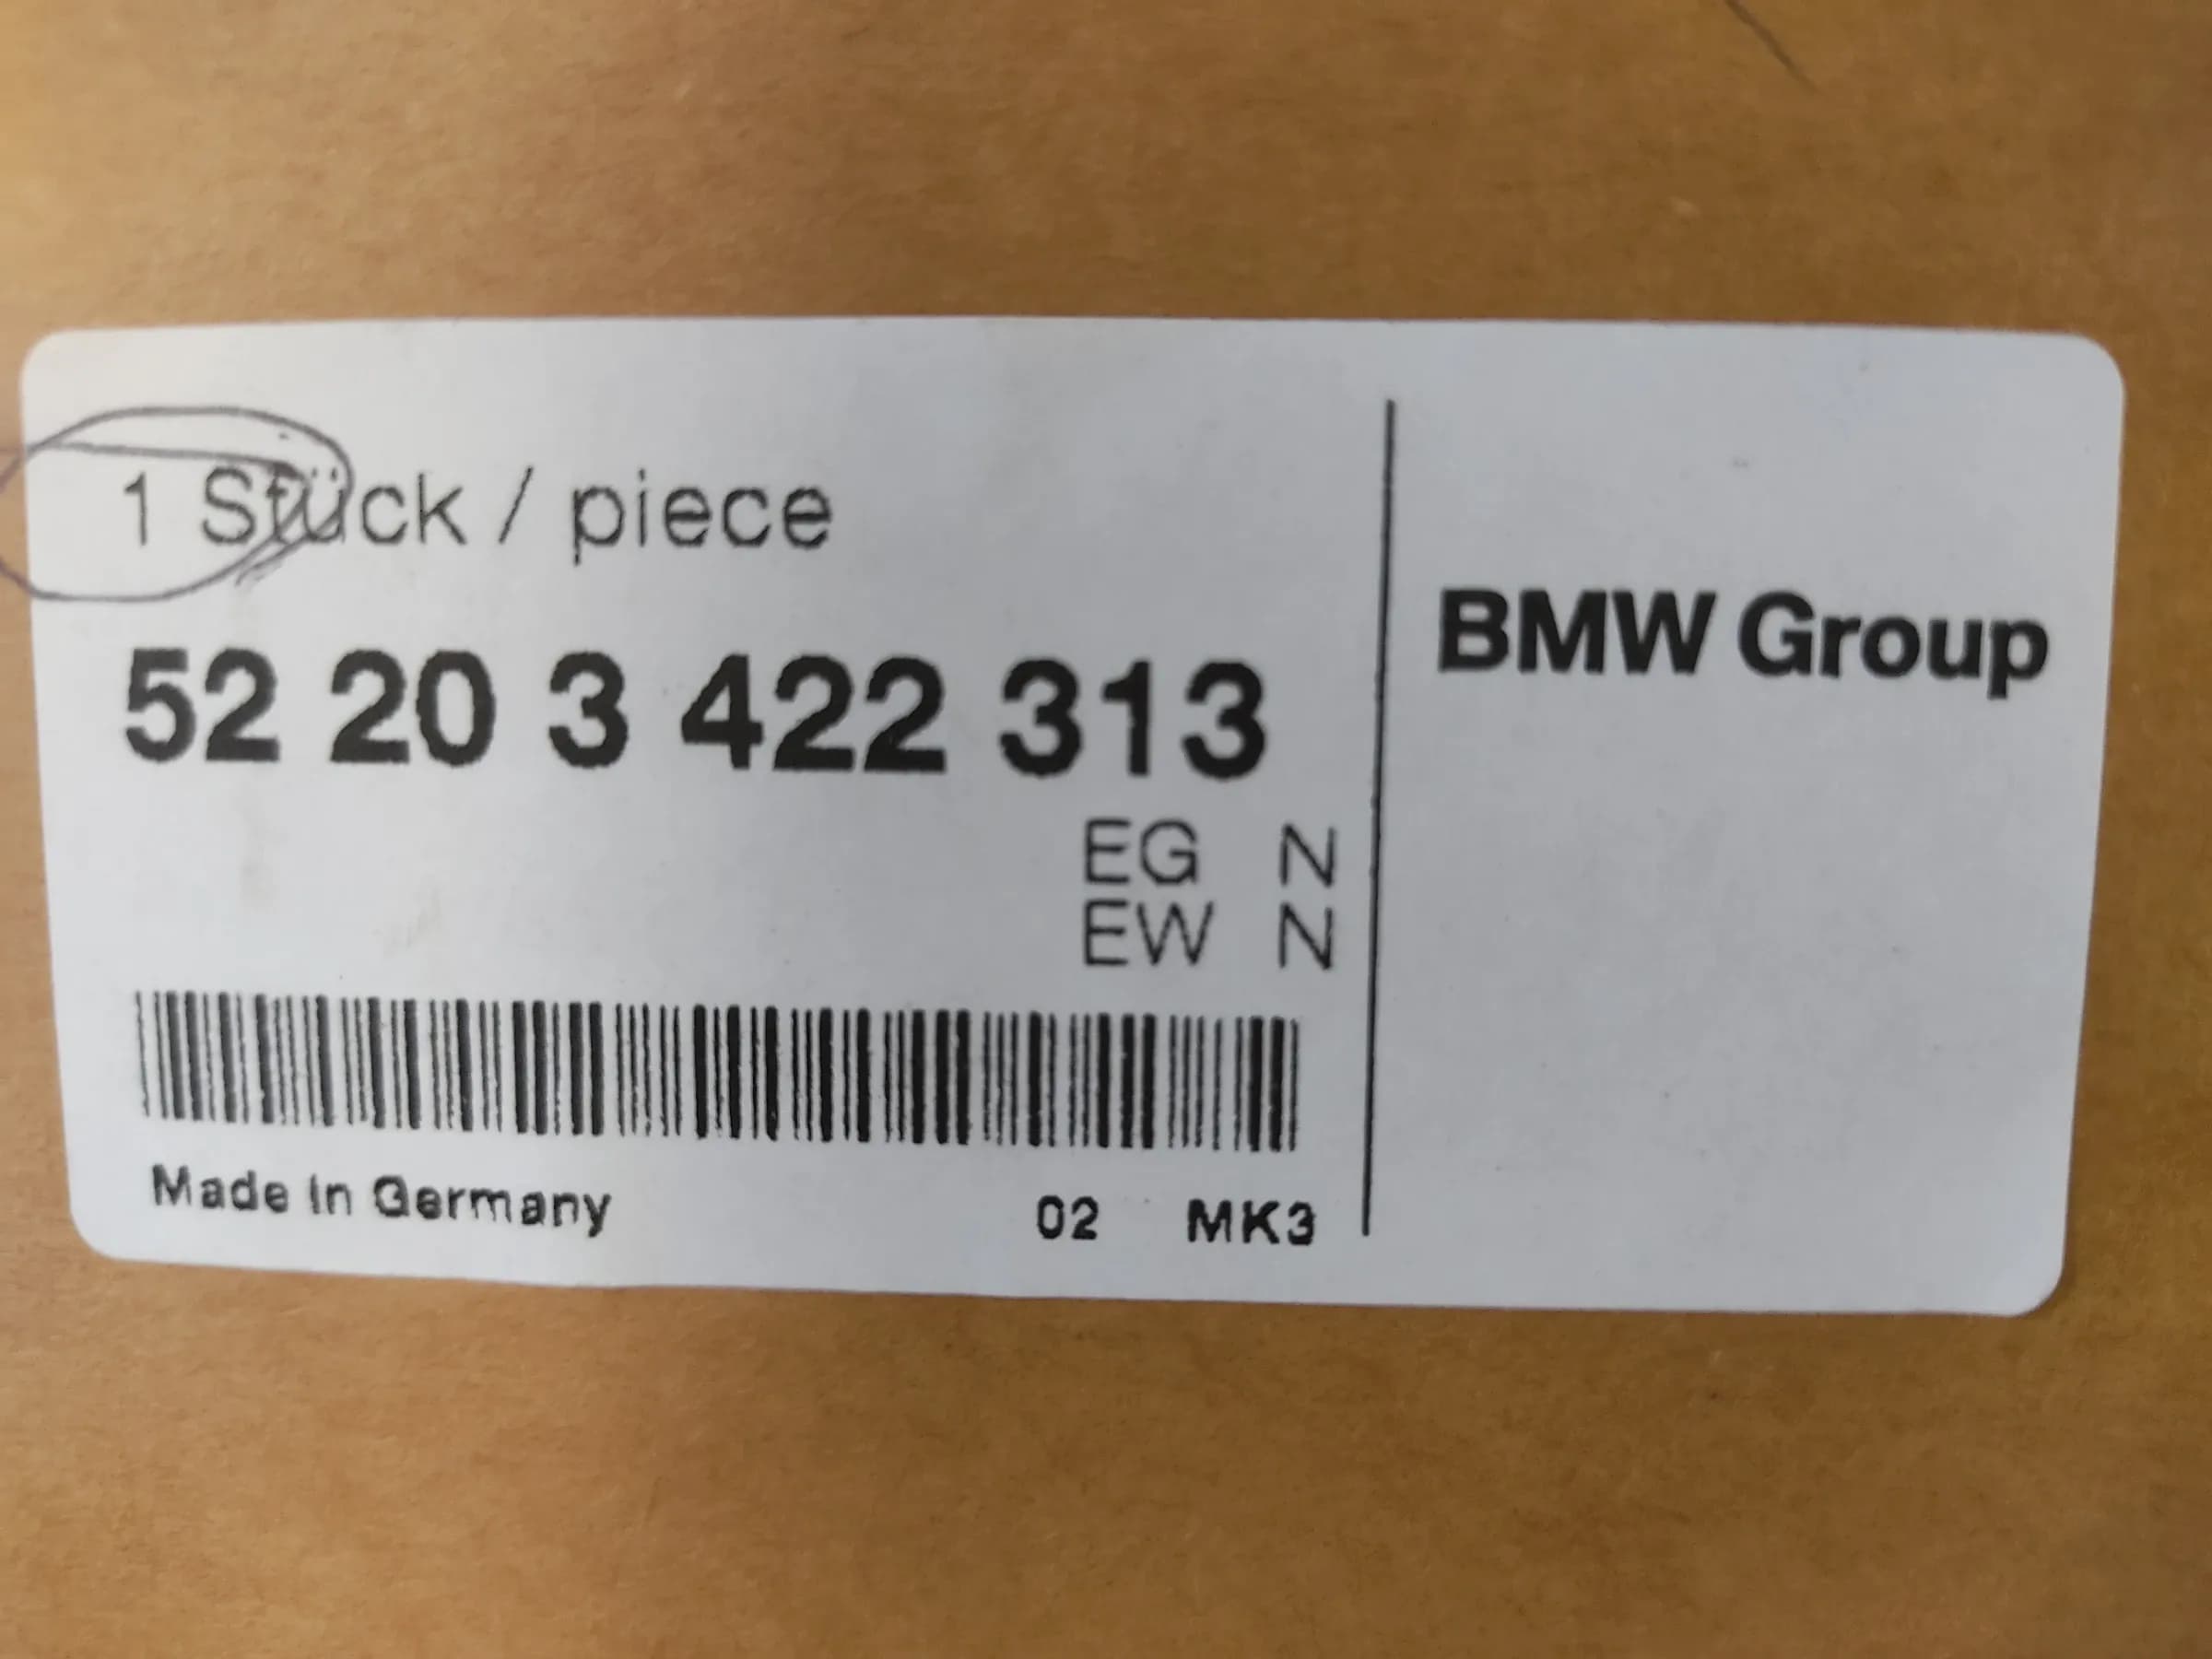 1 Stück / piece
52 20 3 422 313
EG N
EW N
Made in Germany 02 MK3
BMW Group